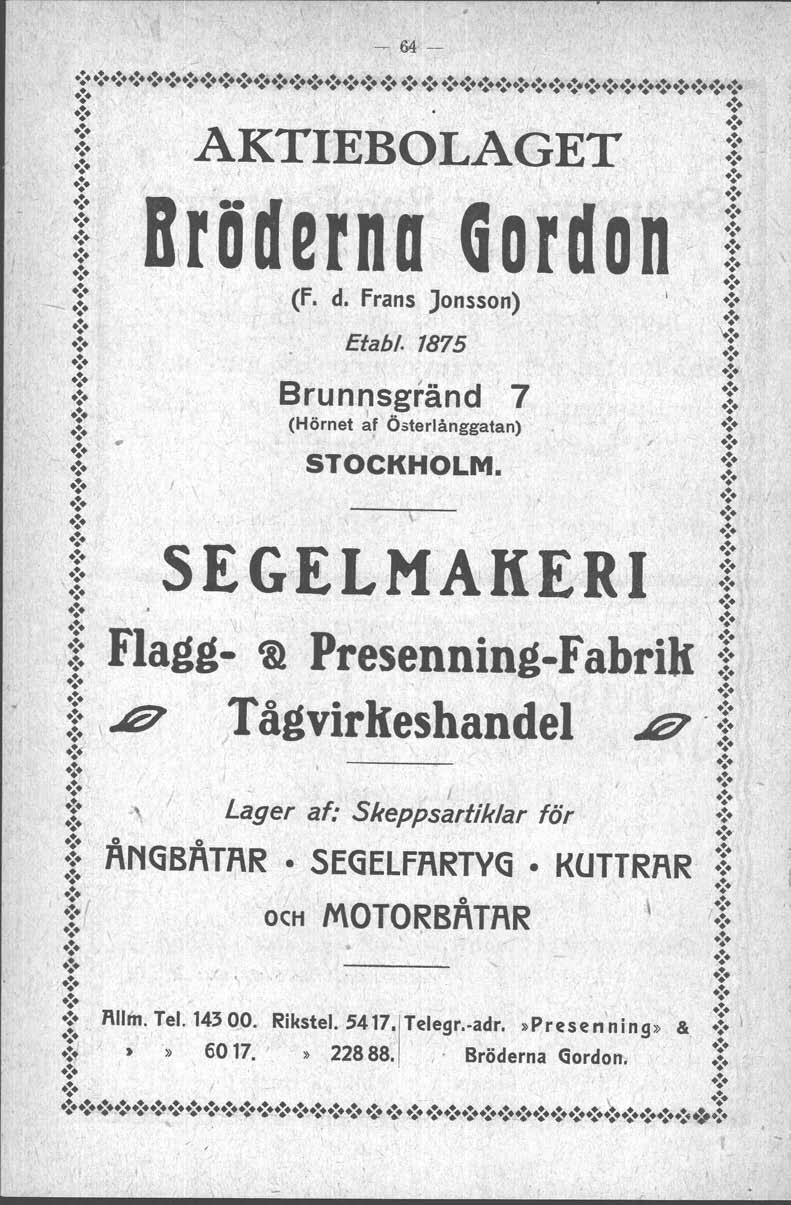 — 64 —
AKTIEBOLAGET
Bröderna Gordon
(F. d. Frans Jonsson)
Etabl. 1875
Brunnsgränd 7
(Hörnet af Österlånggatan)
STOCKHOLM.
SEGELMAKERI
Flagg- & Presenning-Fabrik
Tågvirkeshandel
Lager af: Skeppsartiklar för
ÅNGBÅTAR • SEGELFARTYG • KUTTRAR
OCH MOTORBÅTAR
Allm. Tel. 143 00. Rikstel. 54 17. Telegr.-adr. »Presenning» &
» » 60 17. » 228 88. Bröderna Gordon.